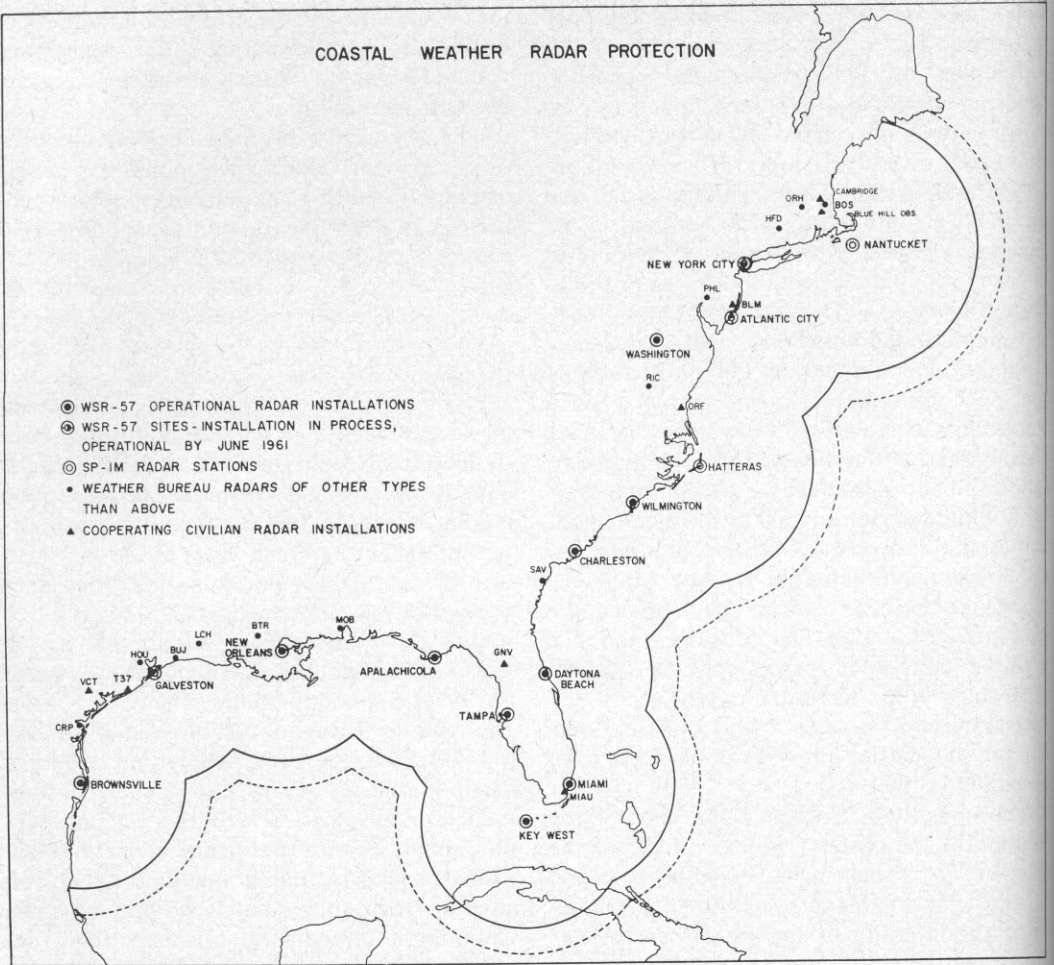 COASTAL WEATHER RADAR PROTECTION
CAMBRIDGE
ORH
BOS
BLUE HILL OBS.
HFD
NANTUCKET
NEW YORK CITY
PHL
BLM
ATLANTIC CITY
WASHINGTON
RIC
ORF
WSR-57 OPERATIONAL RADAR INSTALLATIONS
WSR-57 SITES-INSTALLATION IN PROCESS,
OPERATIONAL BY JUNE 1961
SP-1M RADAR STATIONS
WEATHER BUREAU RADARS OF OTHER TYPES
THAN ABOVE
COOPERATING CIVILIAN RADAR INSTALLATIONS
HATTERAS
WILMINGTON
CHARLESTON
SAV
MOB
BTR
LCH
NEW
ORLEANS
HOU
BUJ
GALVESTON
APALACHICOLA
GNV
DAYTONA
BEACH
VCT
T37
TAMPA
CRP
BROWNSVILLE
MIAMI
MIAU
KEY WEST